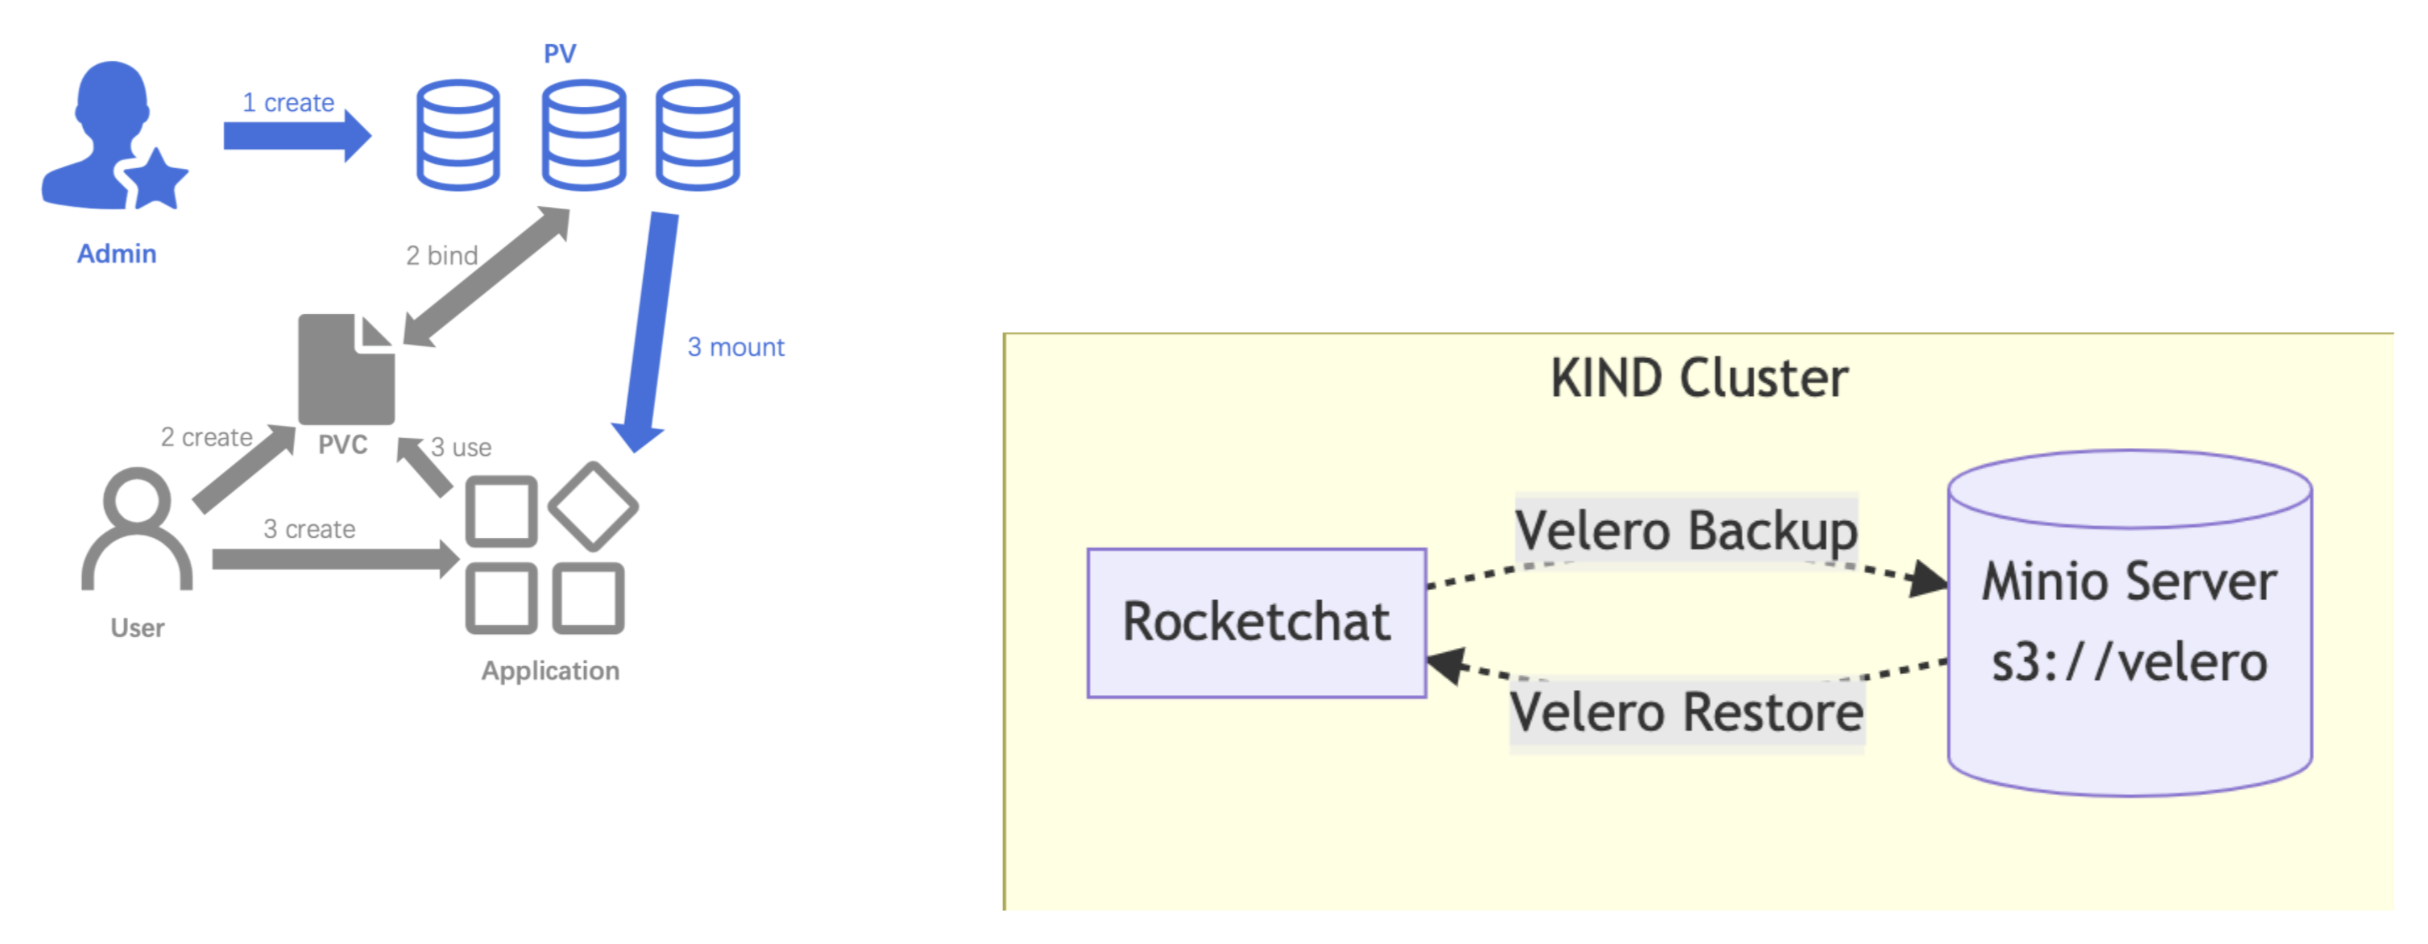 PV
1 create
Admin
2 bind
3 mount
2 create
PVC
3 use
3 create
User
Application
KIND Cluster
Velero Backup
Rocketchat
Minio Server
s3://velero
Velero Restore